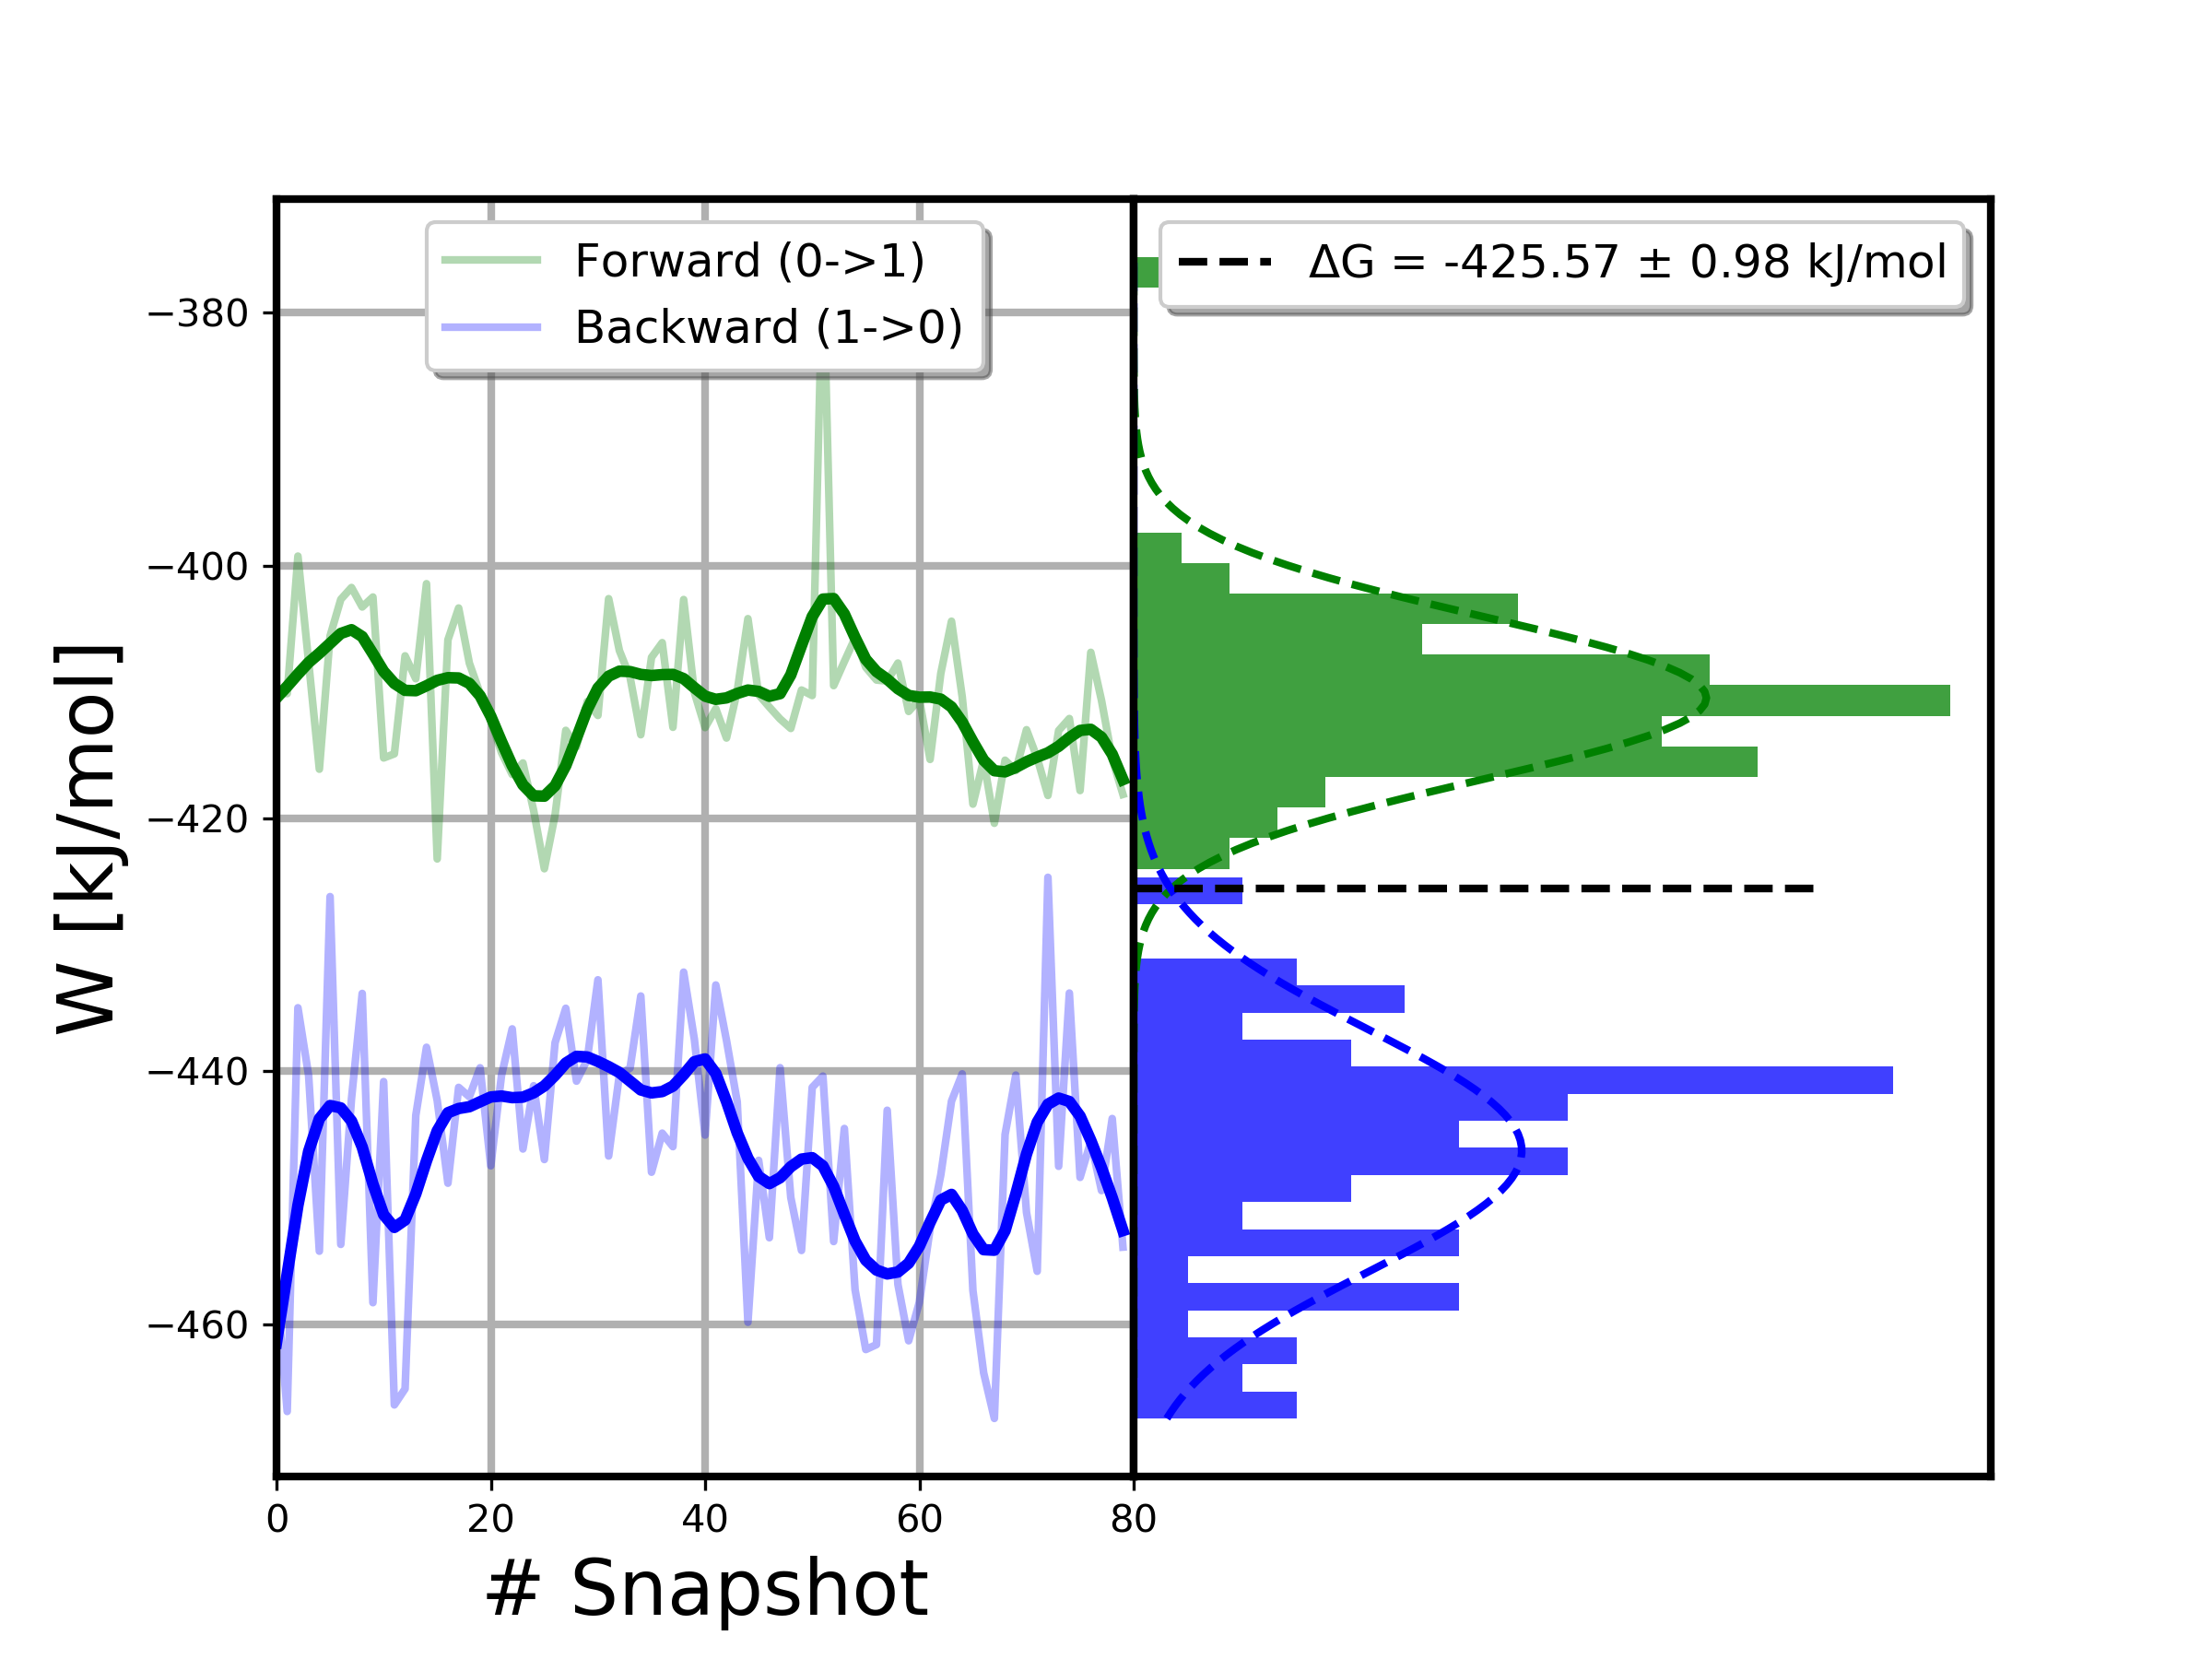 Forward (0->1)
Backward (1->0)
ΔG = -425.57 ± 0.98 kJ/mol
−380
−400
−420
−440
−460
W [kJ/mol]
0 20 40 60 80
# Snapshot